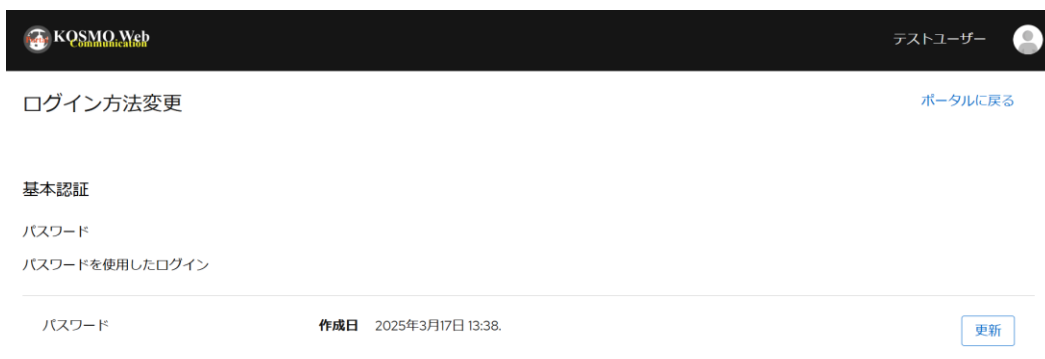 KOSMO Web
Communication
テストユーザー
ログイン方法変更
ポータルに戻る
基本認証
パスワード
パスワードを使用したログイン
パスワード 作成日 2025年3月17日 13:38. 更新